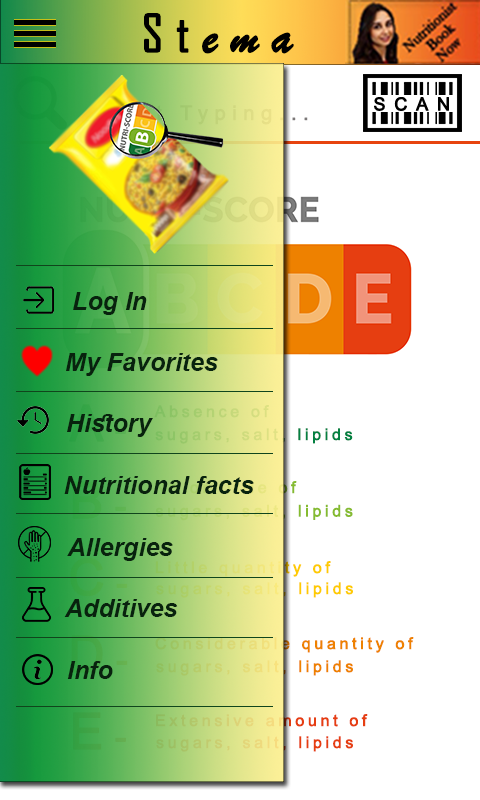 Stema
Nutritionist
Book
Now
Typing...
SCAN
NUTRI-SCORE
A B C D
NUTRI-SCORE
A B C D E
Log In
My Favorites
History
Absence of
sugars, salt, lipids
Nutritional facts
of
sugars, salt, lipids
Allergies
Little quantity of
sugars, salt, lipids
Additives
D - Considerable quantity of
sugars, salt, lipids
Info
E - Extensive amount of
sugars, salt, lipids